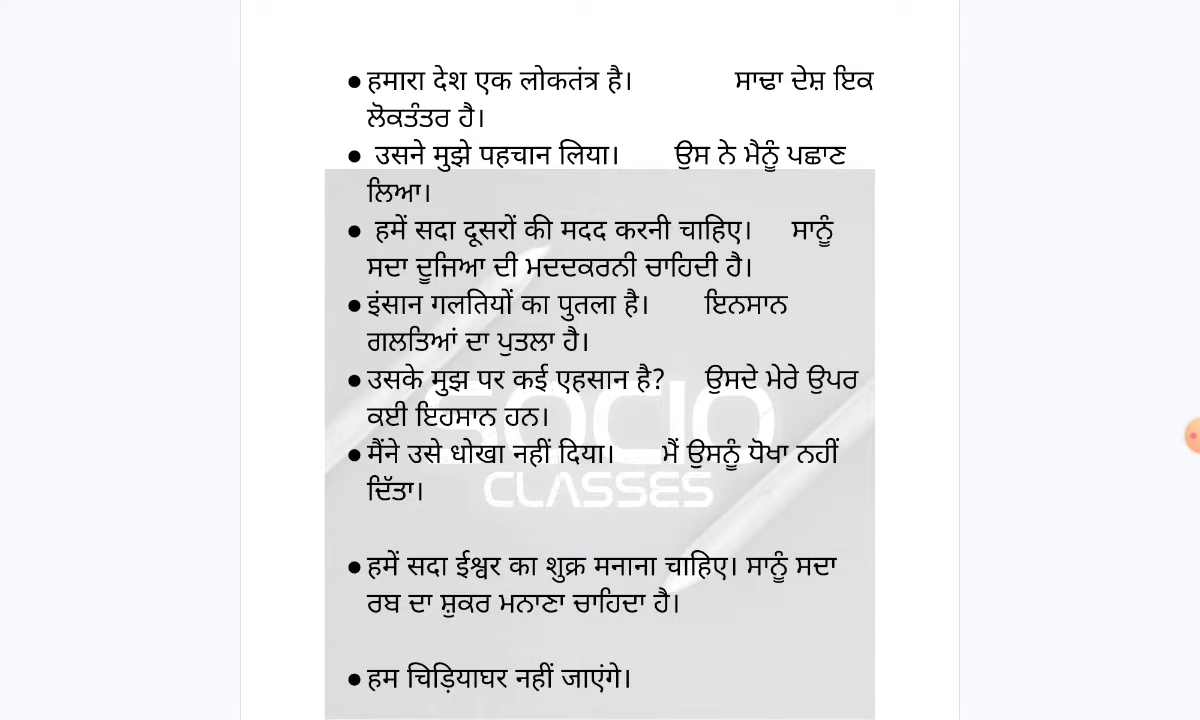 ● हमारा देश एक लोकतंत्र है। ਸਾਢਾ ਦੇਸ਼ ਇਕ
ਲੋਕਤੰਤਰ ਹੈ।
● उसने मुझे पहचान लिया। ਉਸ ਨੇ ਮੈਨੂੰ ਪਛਾਣ
ਲਿਆ।
● हमें सदा दूसरों की मदद करनी चाहिए। ਸਾਨੂੰ
ਸਦਾ ਦੂਜਿਆ ਦੀ ਮਦਦਕਰਨੀ ਚਾਹਿਦੀ ਹੈ।
● इंसान गलतियों का पुतला है। ਇਨਸਾਨ
ਗਲਤਿਆਂ ਦਾ ਪੁਤਲਾ ਹੈ।
● उसके मुझ पर कई एहसान है? ਉਸਦੇ ਮੇਰੇ ਉਪਰ
ਕਈ ਇਹਸਾਨ ਹਨ।
● मैंने उसे धोखा नहीं दिया। ਮੈਂ ਉਸਨੂੰ ਧੋਖਾ ਨਹੀਂ
ਦਿੱਤਾ।
● हमें सदा ईश्वर का शुक्र मनाना चाहिए। ਸਾਨੂੰ ਸਦਾ
ਰਬ ਦਾ ਸ਼ੁਕਰ ਮਨਾਣਾ ਚਾਹਿਦਾ ਹੈ।
● हम चिड़ियाघर नहीं जाएंगे।
SOCIO
CLASSES